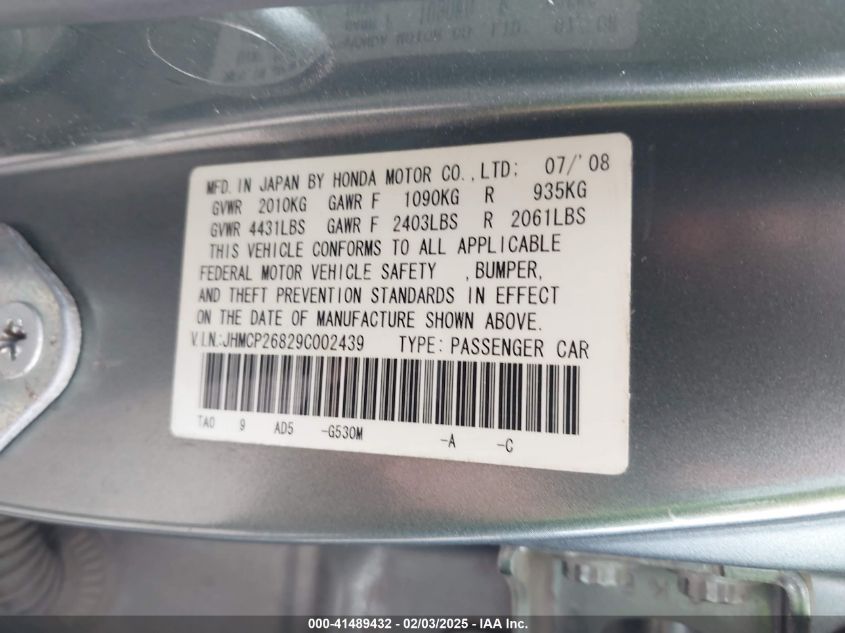 MFD. IN JAPAN BY HONDA MOTOR CO., LTD: 07/'08
GVWR 2010KG GAWR F 1090KG R 935KG
GVWR 4431LBS GAWR F 2403LBS R 2061LBS
THIS VEHICLE CONFORMS TO ALL APPLICABLE
FEDERAL MOTOR VEHICLE SAFETY , BUMPER,
AND THEFT PREVENTION STANDARDS IN EFFECT
ON THE DATE OF MANUFACTURE SHOWN ABOVE.
V.I.N.:JHMCP26829C002439 TYPE: PASSENGER CAR
TA0 9 AD5 -G530M -A -C
000-41489432 - 02/03/2025 - IAA Inc.